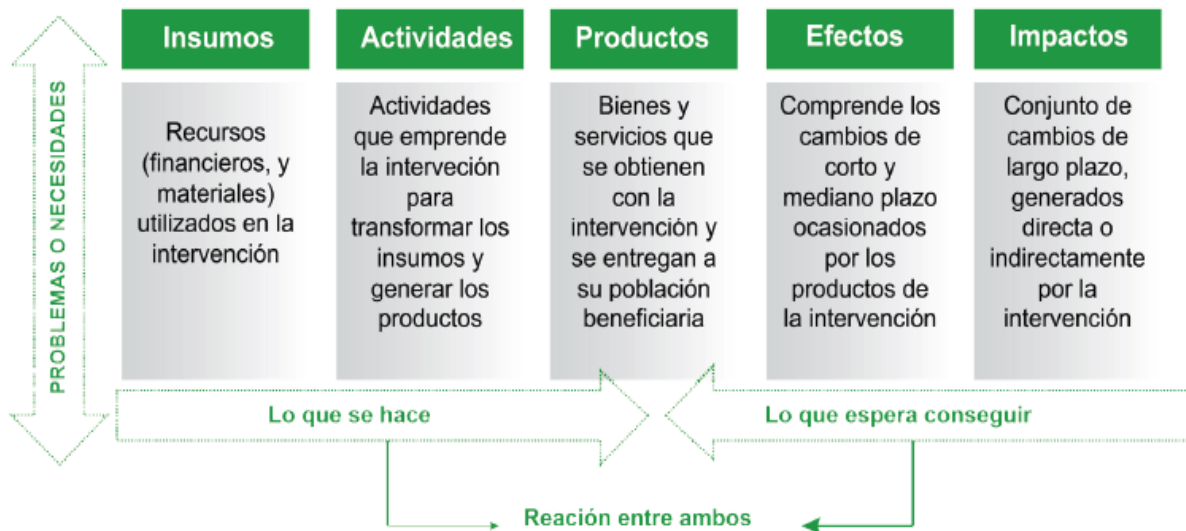 PROBLEMAS O NECESIDADES
Insumos
Recursos
(financieros, y
materiales)
utilizados en la
intervención
Actividades
Actividades
que emprende
la interveción
para
transformar los
insumos y
generar los
productos
Productos
Bienes y
servicios que
se obtienen
con la
intervención y
se entregan a
su población
beneficiaria
Efectos
Comprende los
cambios de
corto y
mediano plazo
ocasionados
por los
productos de
la intervención
Impactos
Conjunto de
cambios de
largo plazo,
generados
directa o
indirectamente
por la
intervención
Lo que se hace
Lo que espera conseguir
Reación entre ambos